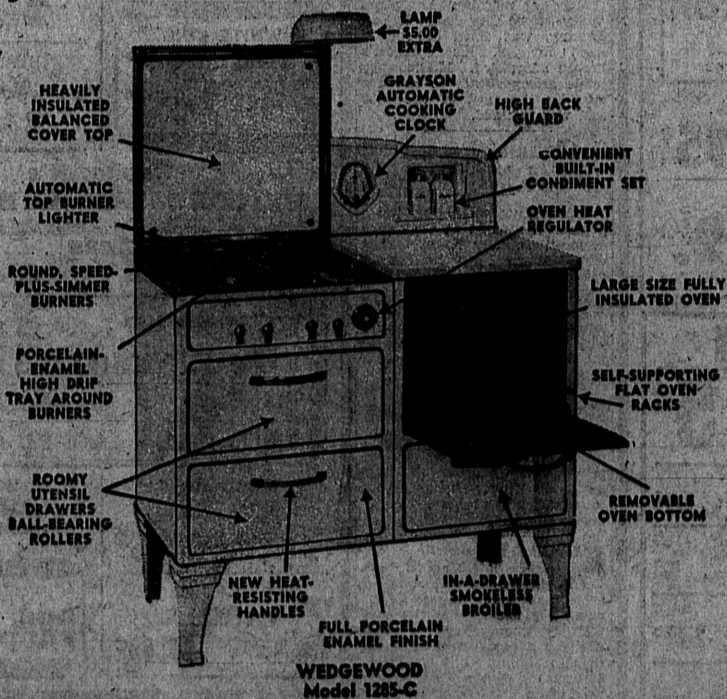 LAMP
$5.00
EXTRA
HEAVILY
INSULATED
BALANCED
COVER TOP
GRAYSON
AUTOMATIC
COOKING
CLOCK
HIGH BACK
GUARD
CONVENIENT
BUILT-IN
CONDIMENT SET
AUTOMATIC
TOP BURNER
LIGHTER
OVEN HEAT
REGULATOR
ROUND, SPEED-
PLUS-SIMMER
BURNERS
LARGE SIZE FULLY
INSULATED OVEN
PORCELAIN-
ENAMEL
HIGH DRIP
TRAY AROUND
BURNERS
SELF-SUPPORTING
FLAT OVEN
RACKS
ROOMY
UTENSIL
DRAWERS
BALL-BEARING
ROLLERS
REMOVABLE
OVEN BOTTOM
NEW HEAT-
RESISTING
HANDLES
IN-A-DRAWER
SMOKELESS
BROILER
FULL PORCELAIN
ENAMEL FINISH
WEDGEWOOD
Model 1285-C